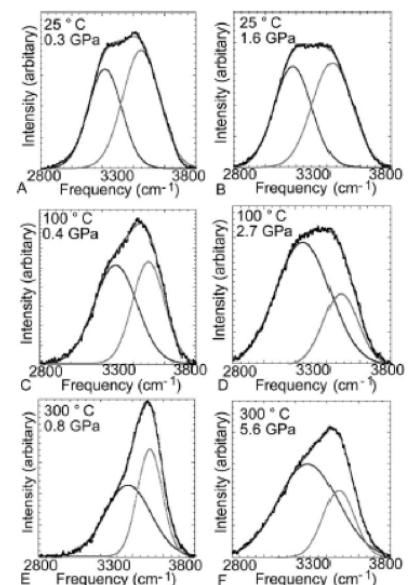 25 ° C
0.3 GPa
Intensity (arbitary)
2800 3300 3800
A Frequency (cm-1)
25 ° C
1.6 GPa
Intensity (arbitary)
2800 3300 3800
B Frequency (cm-1)
100 ° C
0.4 GPa
Intensity (arbitary)
2800 3300 3800
C Frequency (cm-1)
100 ° C
2.7 GPa
Intensity (arbitary)
2800 3300 3800
D Frequency (cm-1)
300 ° C
0.8 GPa
Intensity (arbitary)
2800 3300 3800
E Frequency (cm-1)
300 ° C
5.6 GPa
Intensity (arbitary)
2800 3300 3800
F Frequency (cm-1)